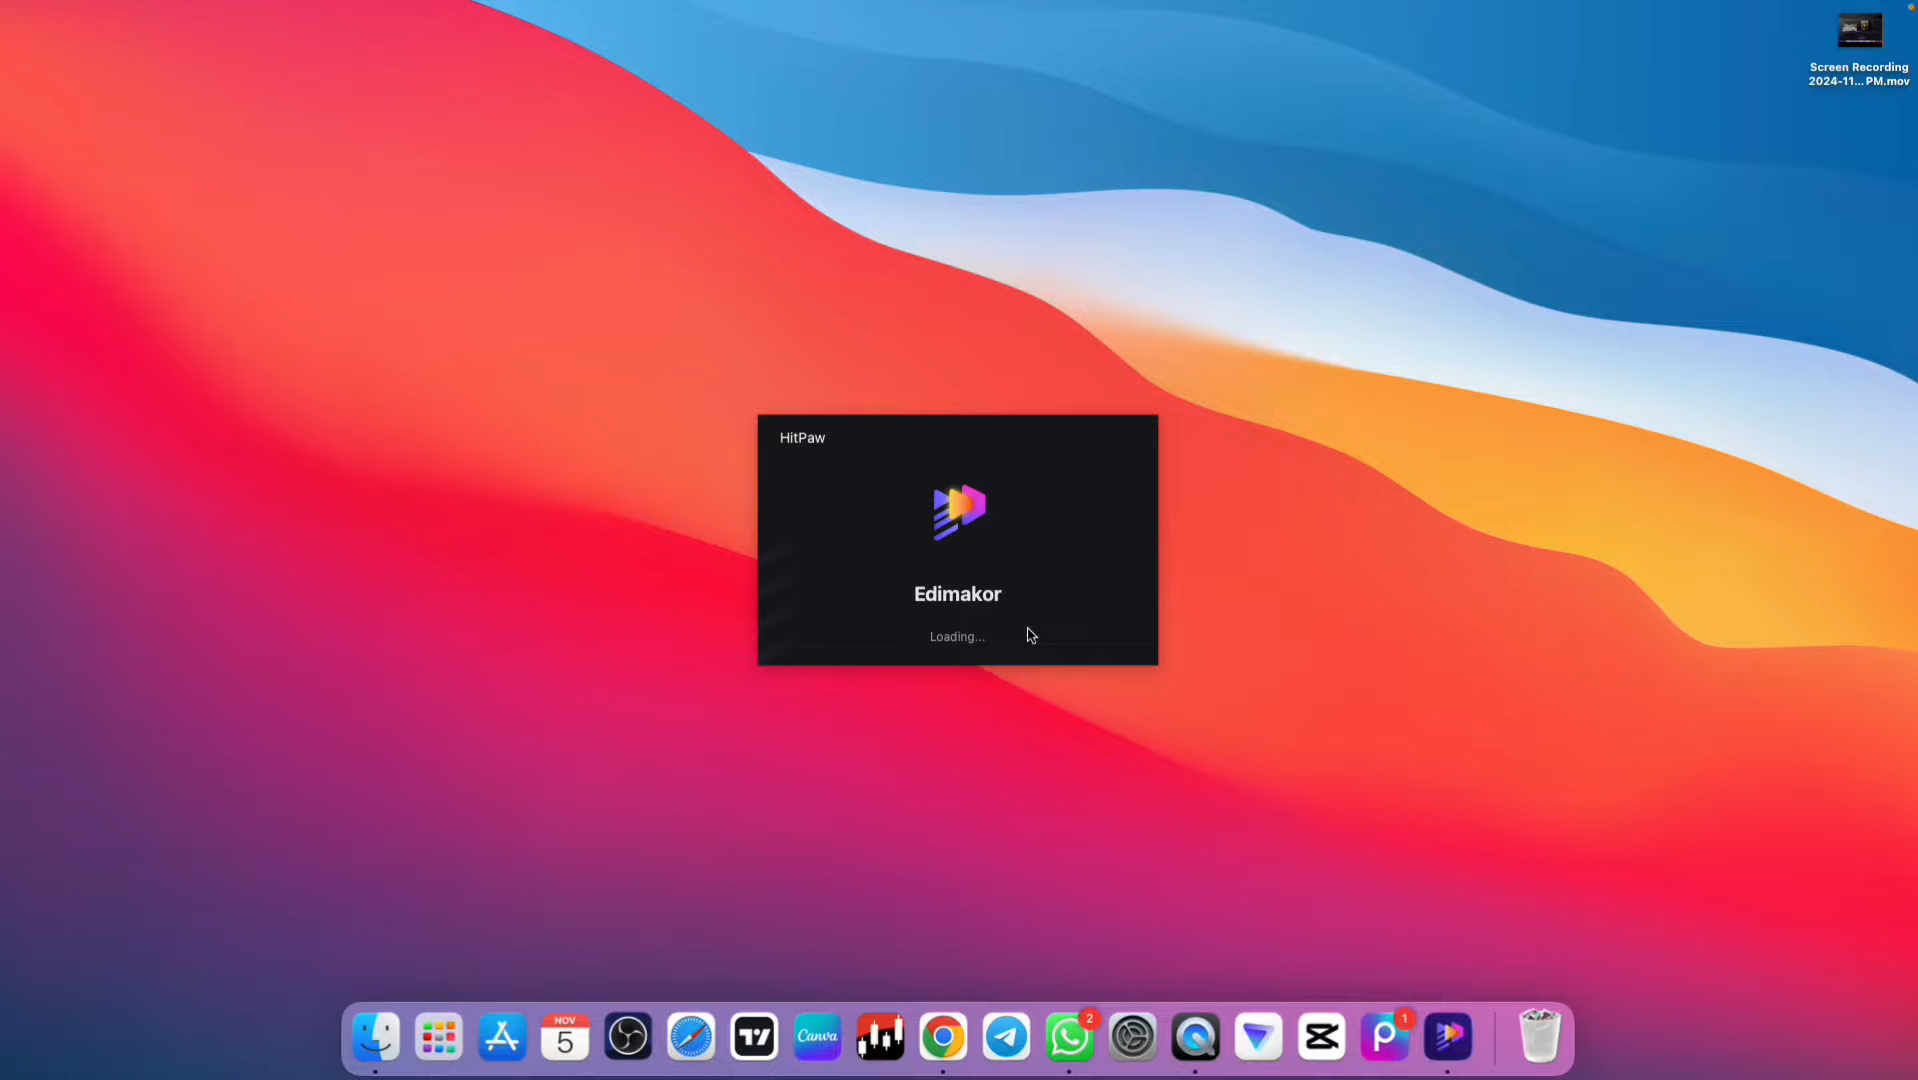 Screen Recording
2024-11...PM.mov
HitPaw
Edimakor
Loading...
NOV
5
Canva
2
1